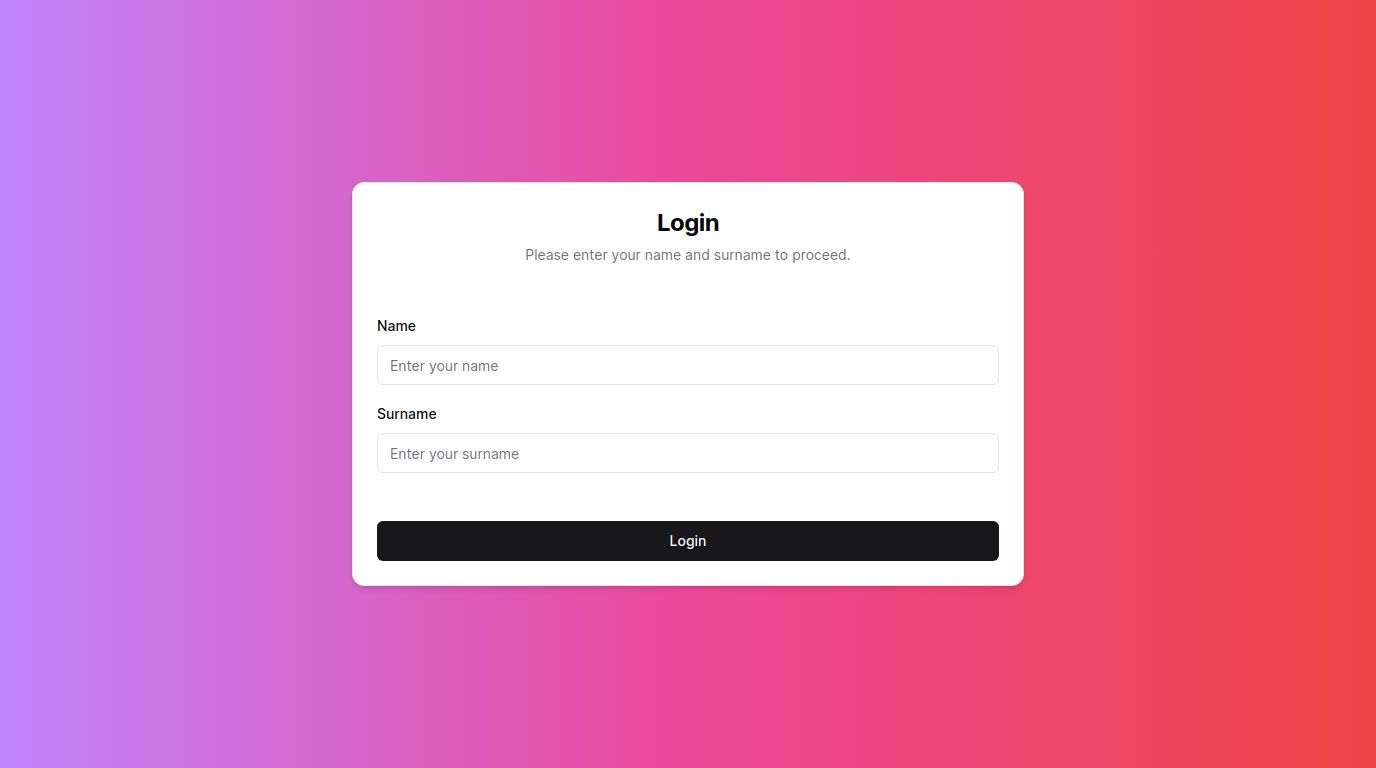 Login
Please enter your name and surname to proceed.
Name
Enter your name
Surname
Enter your surname
Login